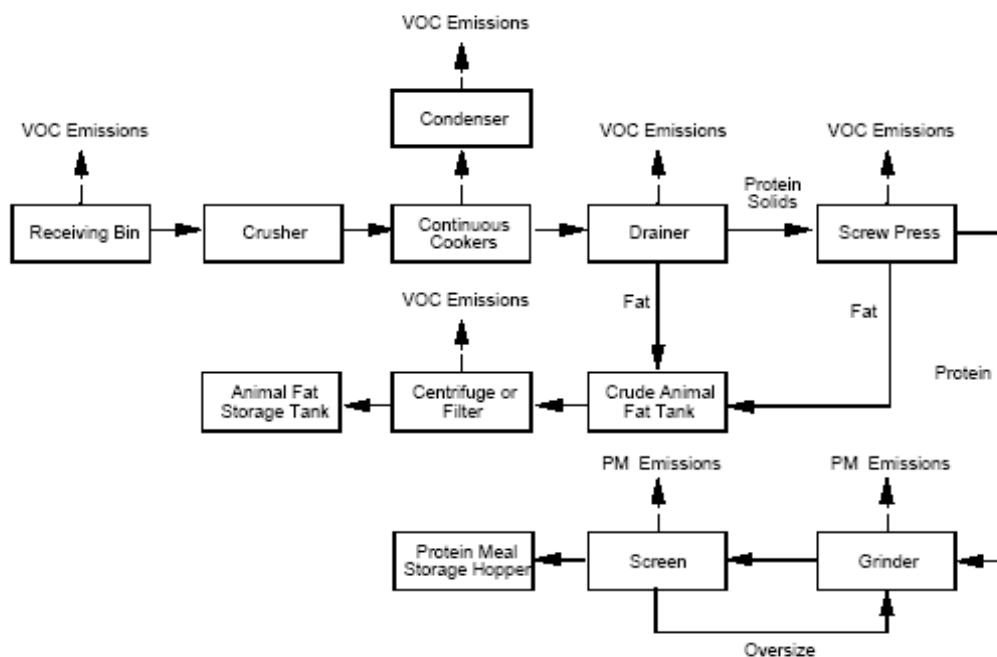 VOC Emissions
Condenser
VOC Emissions
VOC Emissions
VOC Emissions
Protein
Solids
Receiving Bin
Crusher
Continuous
Cookers
Drainer
Screw Press
VOC Emissions
Fat
Fat
Animal Fat
Storage Tank
Centrifuge or
Filter
Crude Animal
Fat Tank
Protein
PM Emissions
PM Emissions
Protein Meal
Storage Hopper
Screen
Grinder
Oversize